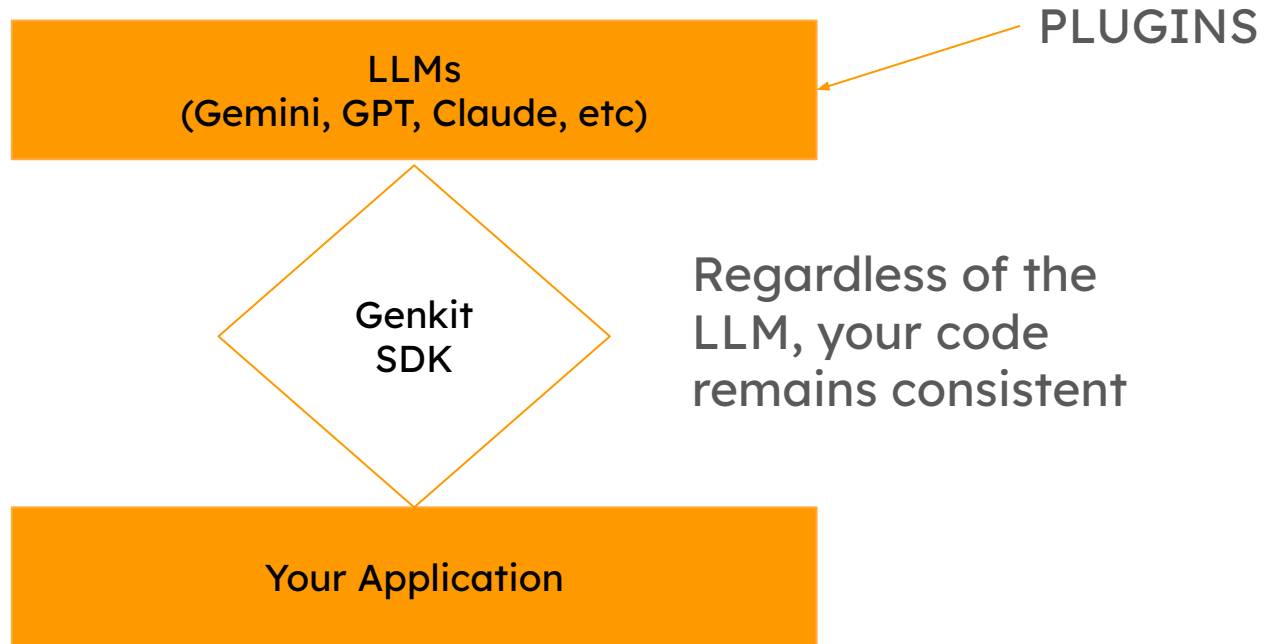 PLUGINS
LLMs
(Gemini, GPT, Claude, etc)
Genkit
SDK
Regardless of the
LLM, your code
remains consistent
Your Application